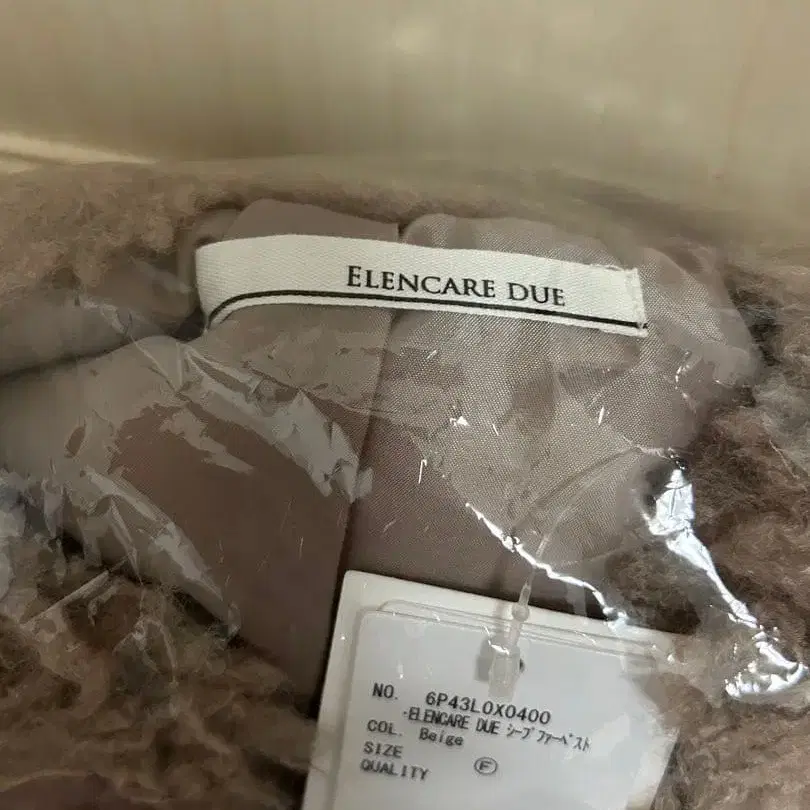 ELENCARE DUE
NO. 6P43L0X0400
-ELENCARE DUE シープファーベスト
COL. Beige
SIZE Ⓕ
QUALITY